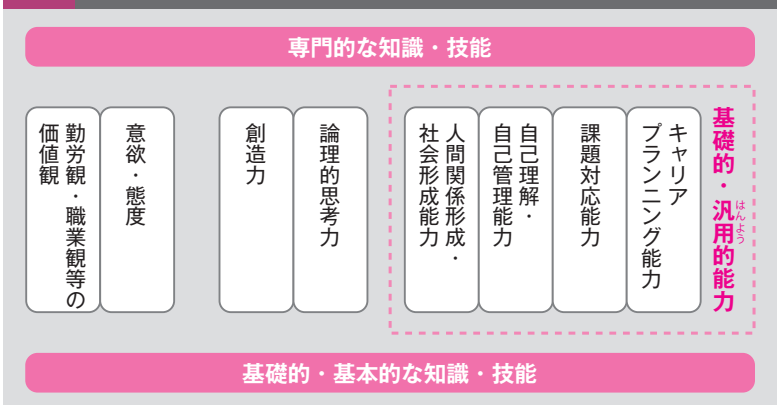 専門的な知識・技能
基礎的・汎用的能力
はんよう
キャリア
プランニング能力
課題対応能力
自己理解・
自己管理能力
人間関係形成・
社会形成能力
論理的思考力
創造力
意欲・態度
勤労観・職業観等の
価値観
基礎的・基本的な知識・技能